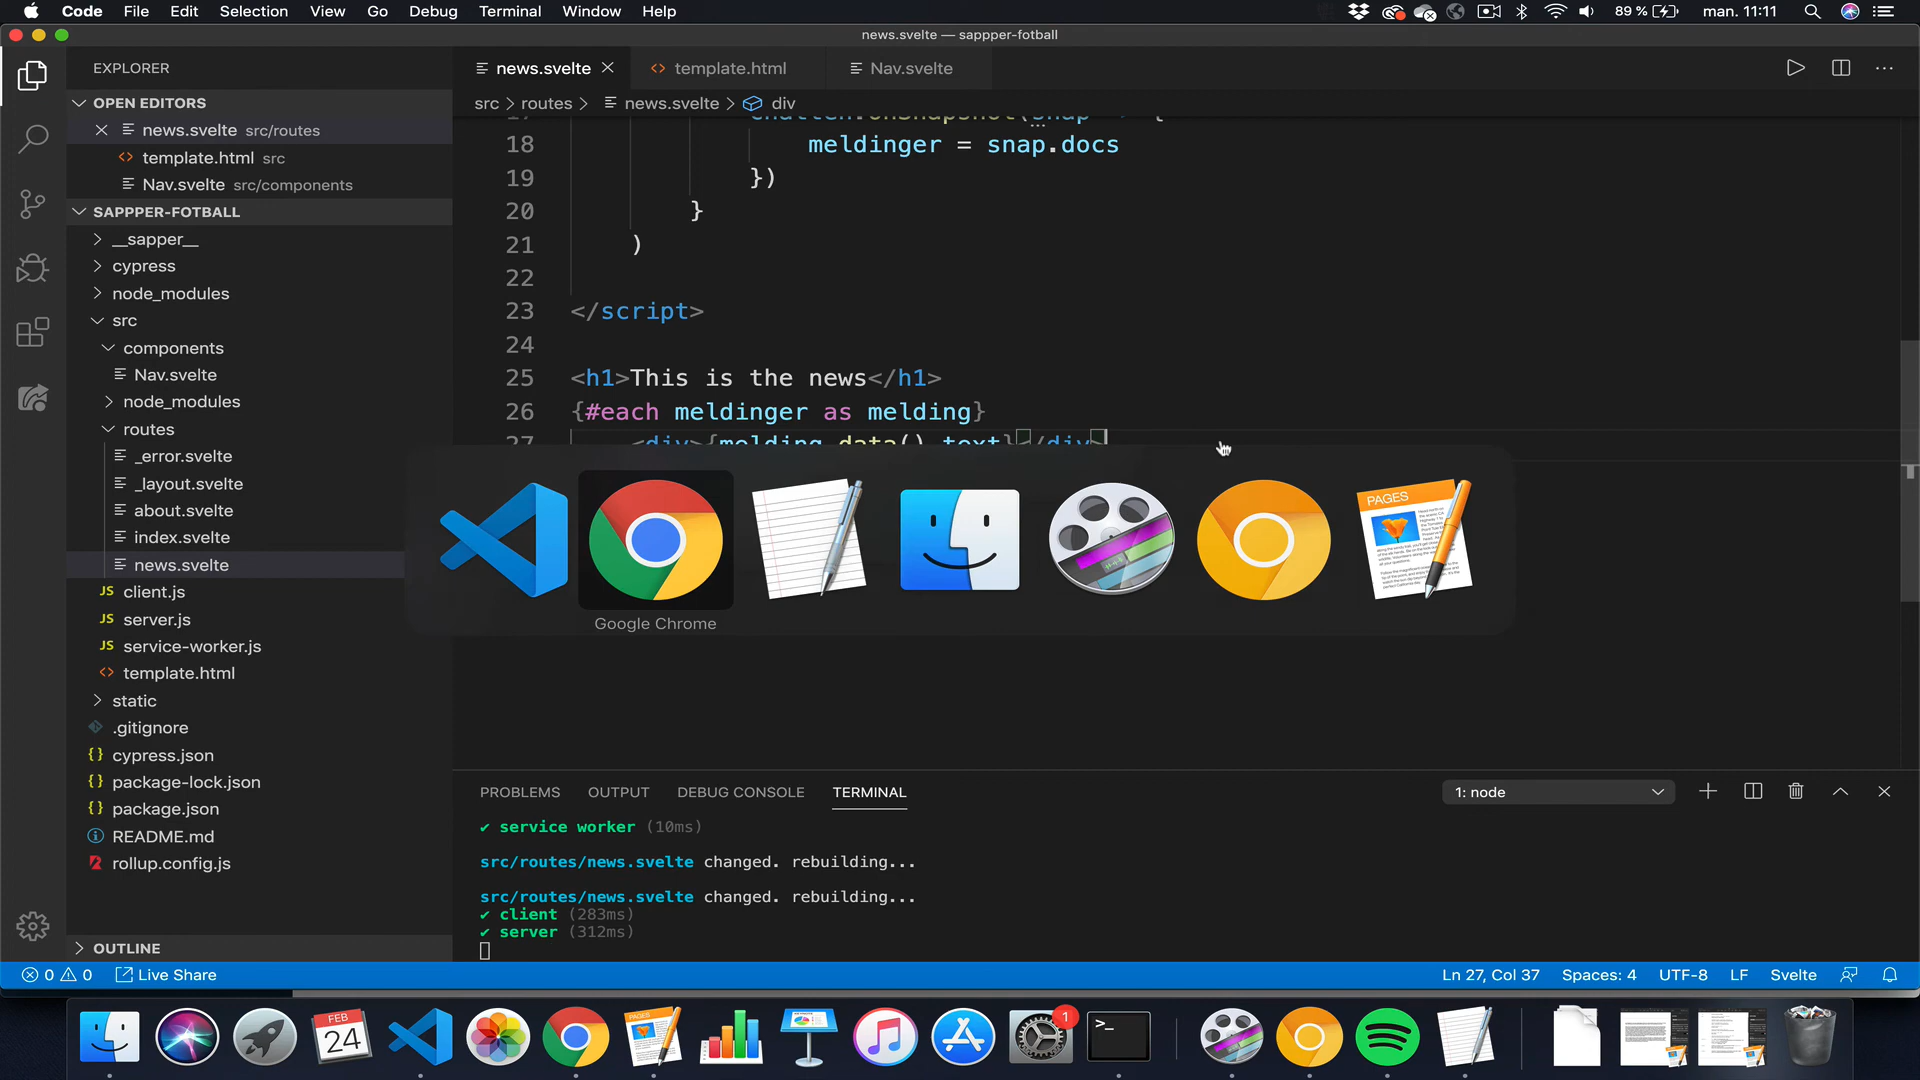 Code File Edit Selection View Go Debug Terminal Window Help 89 % man. 11:11
news.svelte — sappper-fotball
EXPLORER
OPEN EDITORS
news.svelte src/routes
template.html src
Nav.svelte src/components
SAPPPER-FOTBALL
__sapper__
cypress
node_modules
src
components
Nav.svelte
node_modules
routes
_error.svelte
_layout.svelte
about.svelte
index.svelte
news.svelte
JS client.js
JS server.js
JS service-worker.js
<> template.html
static
.gitignore
{} cypress.json
{} package-lock.json
{} package.json
README.md
rollup.config.js
OUTLINE
news.svelte template.html Nav.svelte
src > routes > news.svelte > div
18 meldinger = snap.docs
19 })
20 }
21 )
22
23 </script>
24
25 <h1>This is the news</h1>
26 {#each meldinger as melding}
27 <div>{melding.data().text}</div>
PAGES
Google Chrome
PROBLEMS OUTPUT DEBUG CONSOLE TERMINAL 1: node
✔ service worker (10ms)
src/routes/news.svelte changed. rebuilding...
src/routes/news.svelte changed. rebuilding...
✔ client (283ms)
✔ server (312ms)
0 0 Live Share Ln 27, Col 37 Spaces: 4 UTF-8 LF Svelte
FEB
24
PAGES
1
>_